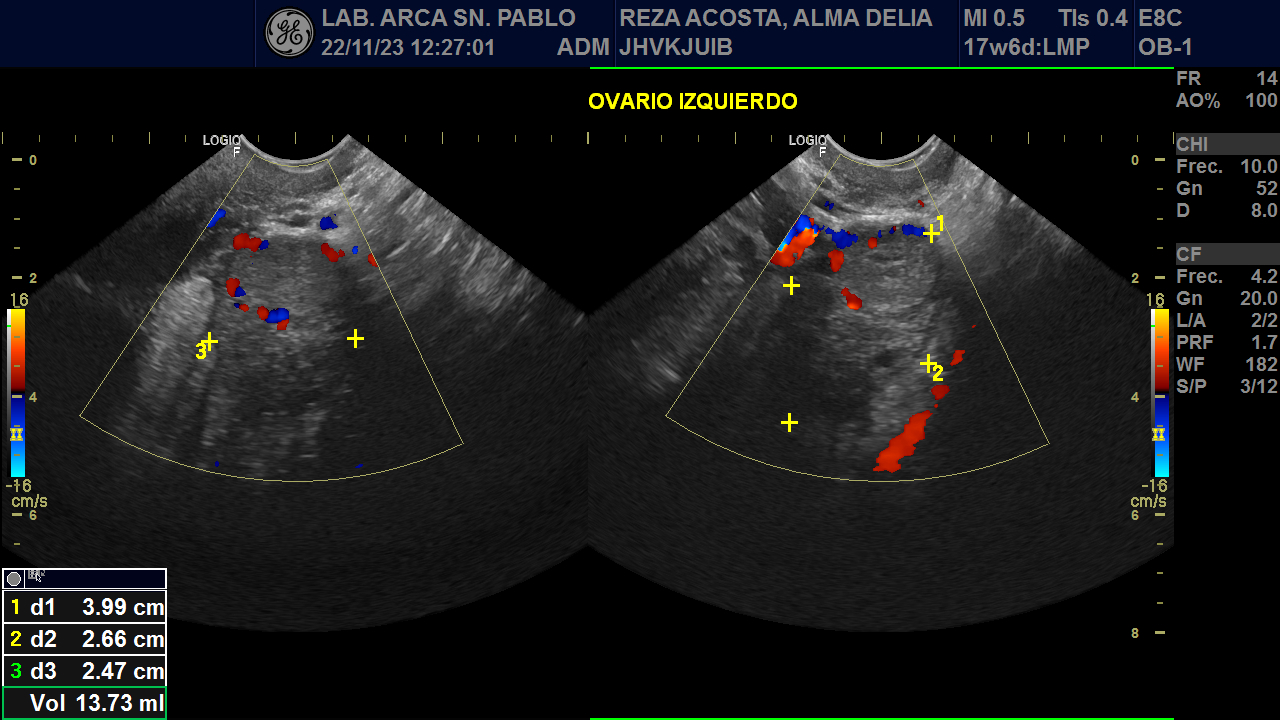 LAB. ARCA SN. PABLO
REZA ACOSTA, ALMA DELIA
MI 0.5 TIs 0.4
E8C
22/11/23 12:27:01 ADM
JHVKJUIB
17w6d:LMP
OB-1
OVARIO IZQUIERDO
FR 14
AO% 100
CHI
Frec. 10.0
Gn 52
D 8.0
CF
Frec. 4.2
Gn 20.0
L/A 2/2
PRF 1.7
WF 182
S/P 3/12
LOGIQ
F
LOGIQ
F
0
2
4
6
0
2
4
6
8
16
-16
cm/s
16
-16
cm/s
3
1
2
1 d1 3.99 cm
2 d2 2.66 cm
3 d3 2.47 cm
Vol 13.73 ml